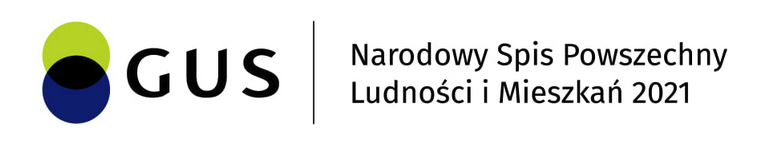 GUS
Narodowy Spis Powszechny
Ludności i Mieszkań 2021